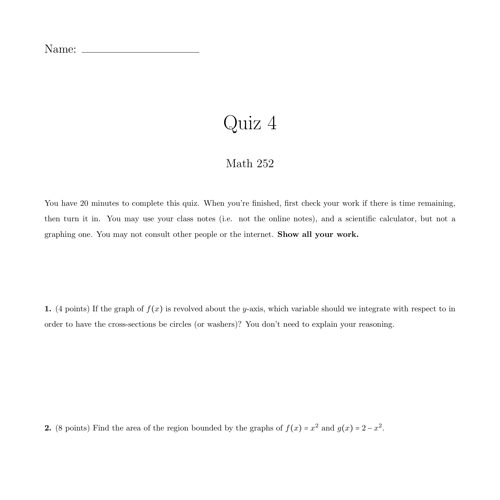 Name:
Quiz 4
Math 252
You have 20 minutes to complete this quiz. When you're finished, first check your work if there is time remaining,
then turn it in. You may use your class notes (i.e. not the online notes), and a scientific calculator, but not a
graphing one. You may not consult other people or the internet. Show all your work.
1. (4 points) If the graph of f(x) is revolved about the y-axis, which variable should we integrate with respect to in
order to have the cross-sections be circles (or washers)? You don't need to explain your reasoning.
2. (8 points) Find the area of the region bounded by the graphs of f(x) = x² and g(x) = 2 − x².